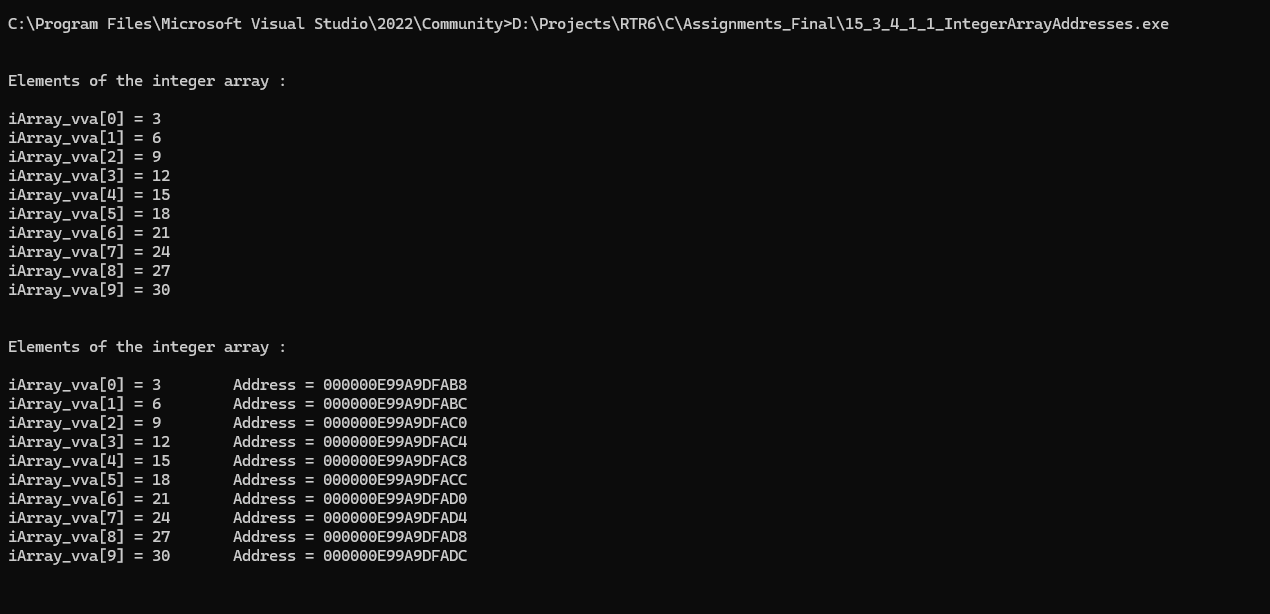 C:\Program Files\Microsoft Visual Studio\2022\Community>D:\Projects\RTR6\C\Assignments_Final\15_3_4_1_1_IntegerArrayAddresses.exe
Elements of the integer array :
iArray_vva[0] = 3
iArray_vva[1] = 6
iArray_vva[2] = 9
iArray_vva[3] = 12
iArray_vva[4] = 15
iArray_vva[5] = 18
iArray_vva[6] = 21
iArray_vva[7] = 24
iArray_vva[8] = 27
iArray_vva[9] = 30
Elements of the integer array :
iArray_vva[0] = 3        Address = 000000E99A9DFAB8
iArray_vva[1] = 6        Address = 000000E99A9DFABC
iArray_vva[2] = 9        Address = 000000E99A9DFAC0
iArray_vva[3] = 12       Address = 000000E99A9DFAC4
iArray_vva[4] = 15       Address = 000000E99A9DFAC8
iArray_vva[5] = 18       Address = 000000E99A9DFACC
iArray_vva[6] = 21       Address = 000000E99A9DFAD0
iArray_vva[7] = 24       Address = 000000E99A9DFAD4
iArray_vva[8] = 27       Address = 000000E99A9DFAD8
iArray_vva[9] = 30       Address = 000000E99A9DFADC